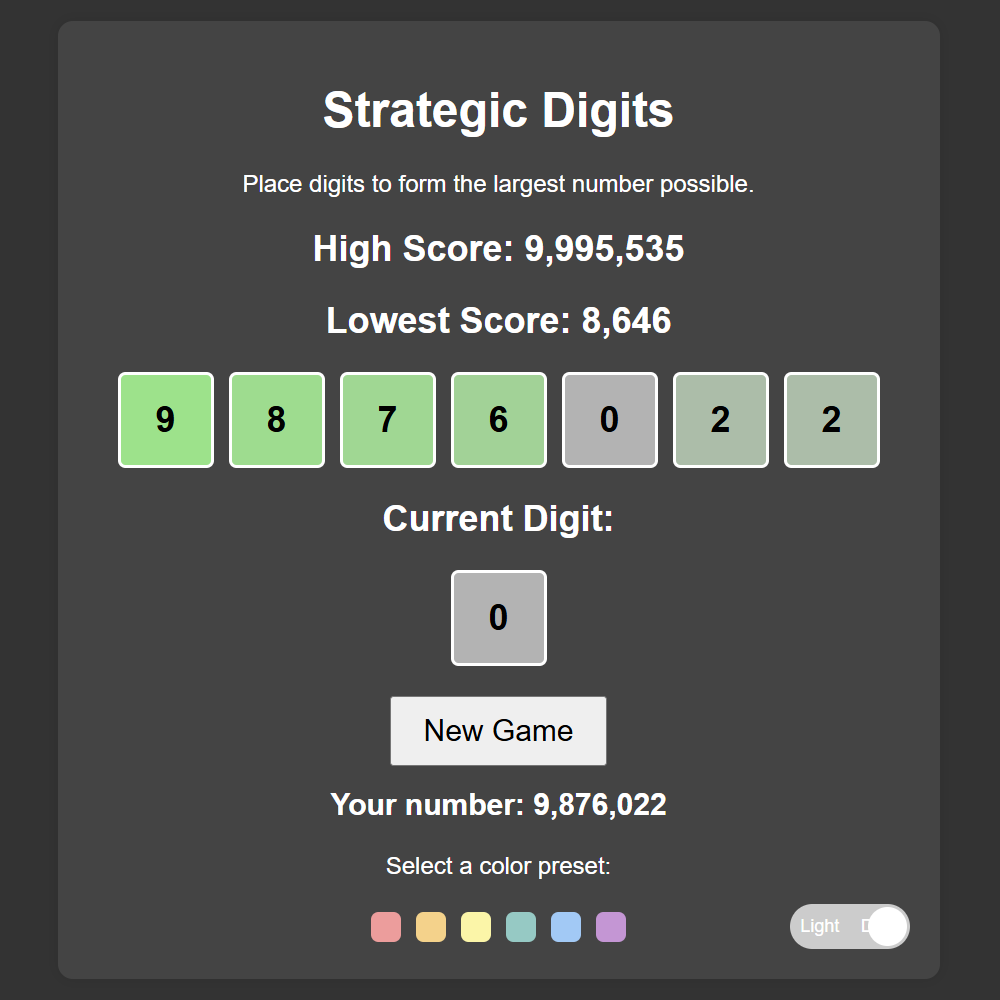 Strategic Digits
Place digits to form the largest number possible.
High Score: 9,995,535
Lowest Score: 8,646
9 8 7 6 0 2 2
Current Digit:
0
New Game
Your number: 9,876,022
Select a color preset:
Light